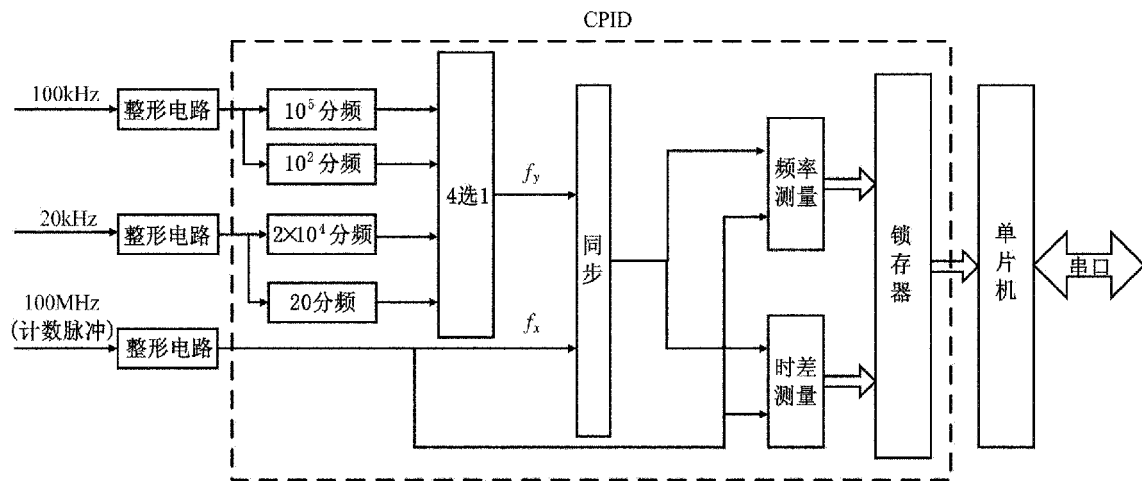 CPID
100kHz
整形电路
10⁵分频
10²分频
4选1
20kHz
整形电路
2×10⁴分频
20分频
100MHz
(计数脉冲)
整形电路
f_y
f_x
同步
频率
测量
时差
测量
锁存器
单片机
串口